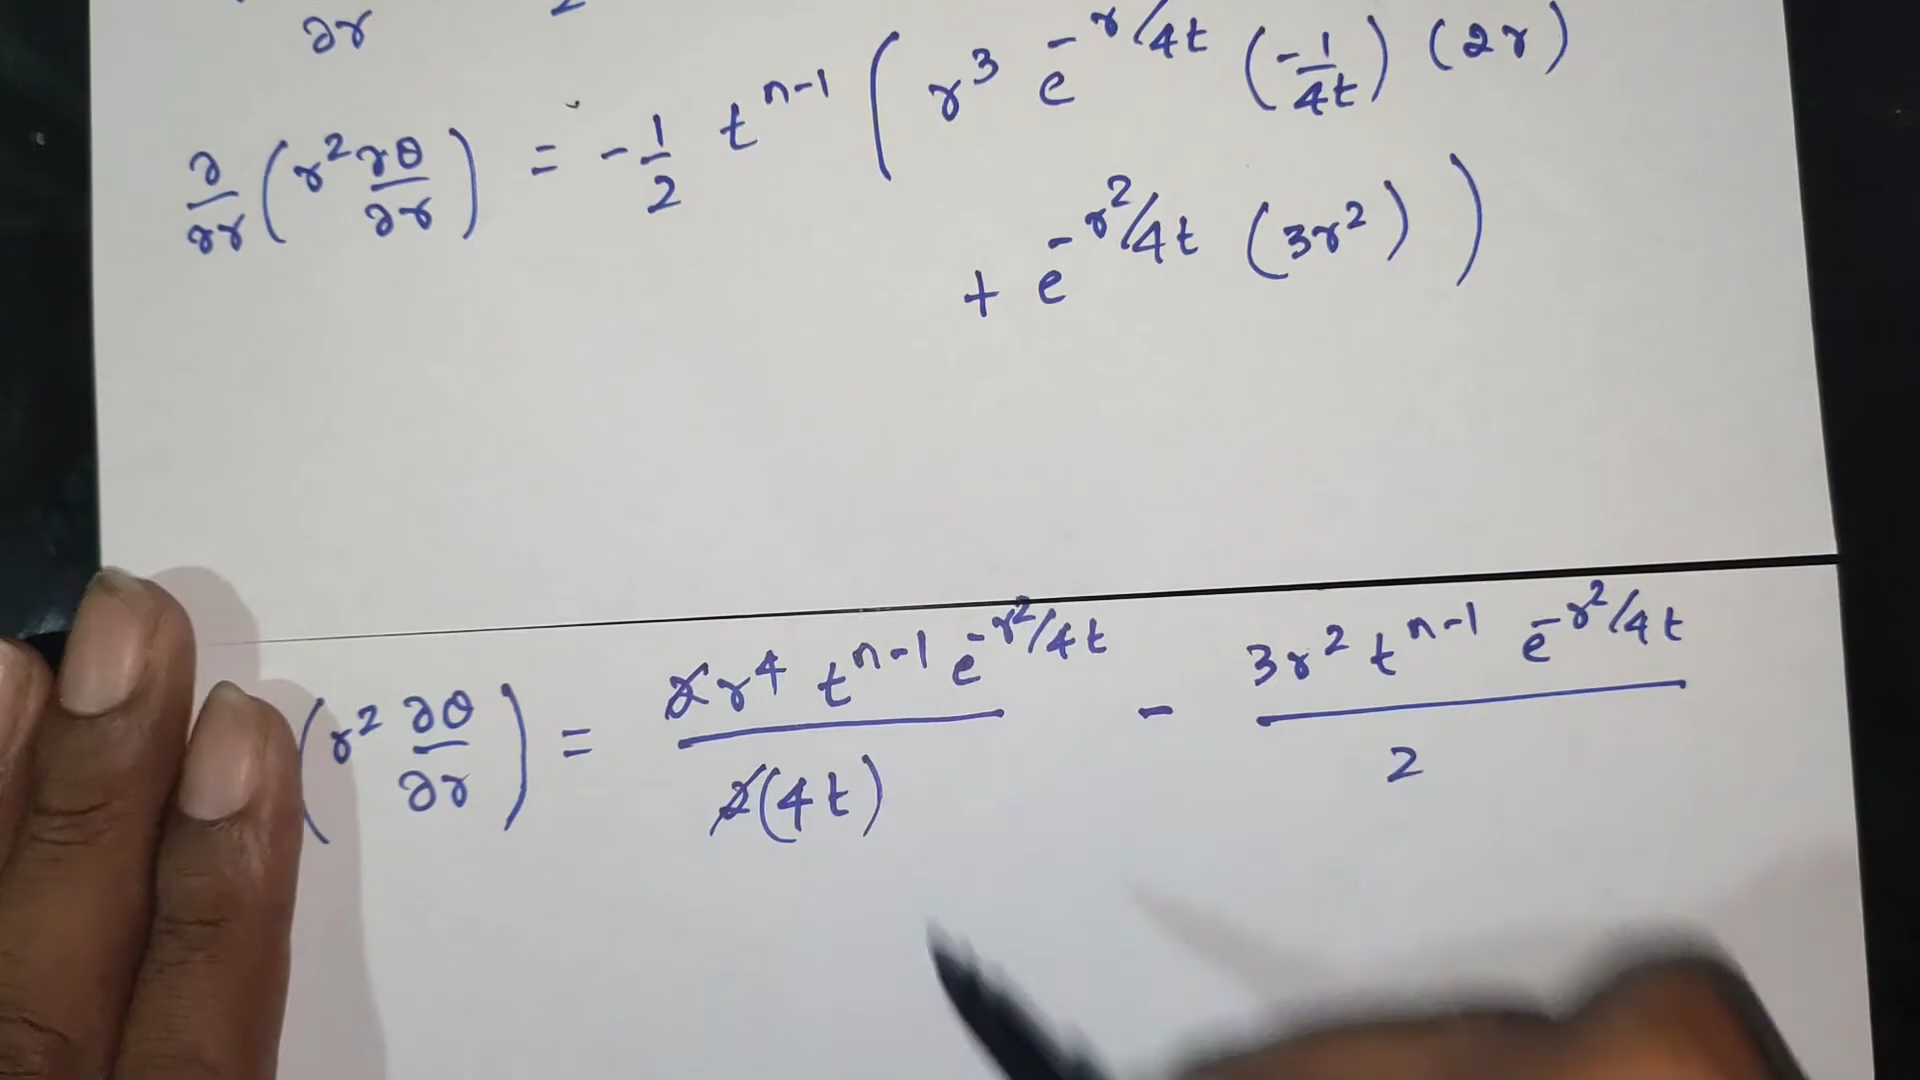 ∂r 2
∂/∂r (r² ∂θ/∂r) = -1/2 t^(n-1) ( r³ e^(-r/4t) (-1/4t) (2r)
+ e^(-r²/4t) (3r²) )
(r² ∂θ/∂r) = 2r⁴ t^(n-1) e^(-r²/4t) / 2(4t) - 3r² t^(n-1) e^(-r²/4t) / 2